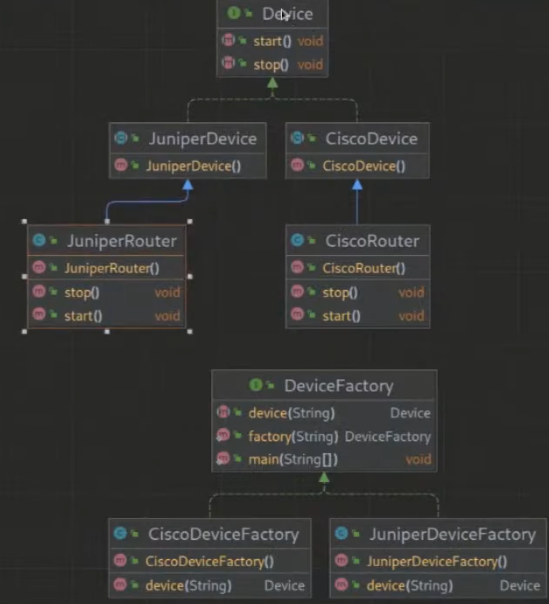 Device
start() void
stop() void
JuniperDevice
JuniperDevice()
CiscoDevice
CiscoDevice()
JuniperRouter
JuniperRouter()
stop() void
start() void
CiscoRouter
CiscoRouter()
stop() void
start() void
DeviceFactory
device(String) Device
factory(String) DeviceFactory
main(String[]) void
CiscoDeviceFactory
CiscoDeviceFactory()
device(String) Device
JuniperDeviceFactory
JuniperDeviceFactory()
device(String) Device